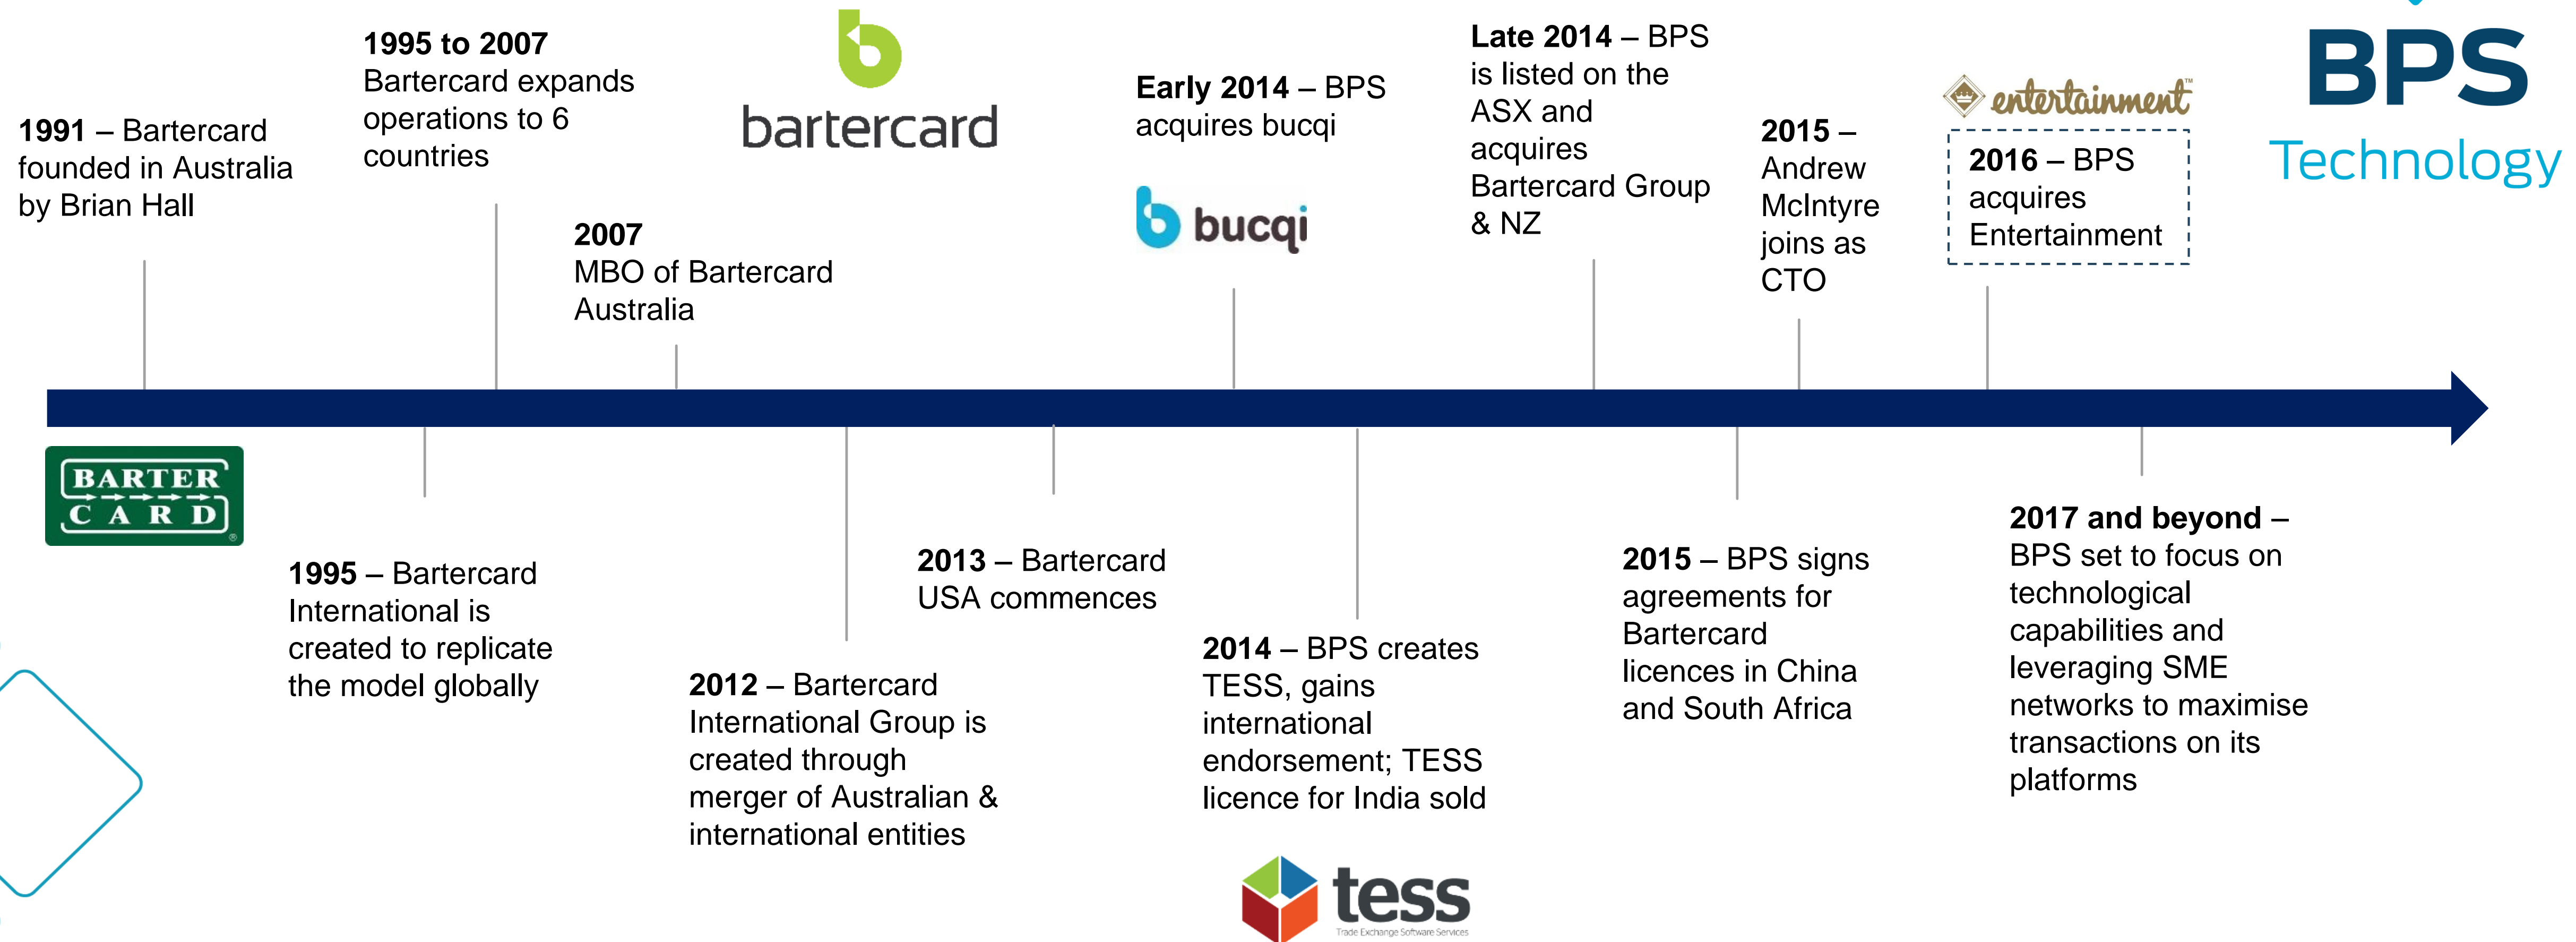 1991 – Bartercard
founded in Australia
by Brian Hall
1995 to 2007
Bartercard expands
operations to 6
countries
2007
MBO of Bartercard
Australia
bartercard
Early 2014 – BPS
acquires bucqi
bucqi
Late 2014 – BPS
is listed on the
ASX and
acquires
Bartercard Group
& NZ
2015 –
Andrew
McIntyre
joins as
CTO
entertainment™
2016 – BPS
acquires
Entertainment
BPS
Technology
BARTER
CARD®
1995 – Bartercard
International is
created to replicate
the model globally
2012 – Bartercard
International Group is
created through
merger of Australian &
international entities
2013 – Bartercard
USA commences
2014 – BPS creates
TESS, gains
international
endorsement; TESS
licence for India sold
tess
Trade Exchange Software Services
2015 – BPS signs
agreements for
Bartercard
licences in China
and South Africa
2017 and beyond –
BPS set to focus on
technological
capabilities and
leveraging SME
networks to maximise
transactions on its
platforms